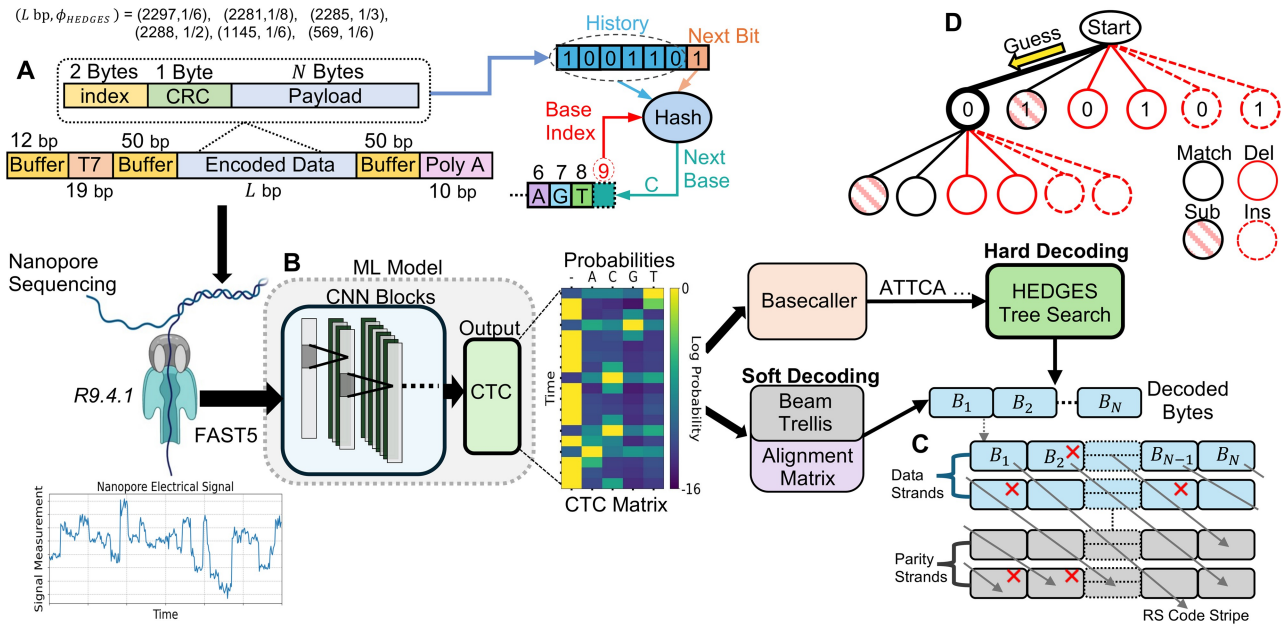 (L bp, ϕ_HEDGES) = (2297,1/6), (2281,1/8), (2285, 1/3),
(2288, 1/2), (1145, 1/6), (569, 1/6)
A
2 Bytes 1 Byte N Bytes
index CRC Payload
12 bp 50 bp 50 bp
Buffer T7 Buffer Encoded Data Buffer Poly A
19 bp L bp 10 bp
History
Next Bit
1 0 0 1 1 0 1
Hash
Base
Index
6 7 8 9
A G T
C
Next
Base
D
Start
Guess
0 1 0 1 0 1
Match Del
Sub Ins
Nanopore
Sequencing
R9.4.1
FAST5
Nanopore Electrical Signal
Signal Measurement
Time
B
ML Model
CNN Blocks
Output
CTC
Probabilities
- A C G T
Time
0
-16
Log Probability
CTC Matrix
Basecaller
ATTCA ....
Hard Decoding
HEDGES
Tree Search
Soft Decoding
Beam
Trellis
Alignment
Matrix
B1 B2 BN
Decoded
Bytes
C
B1 B2 BN−1 BN
Data
Strands
Parity
Strands
RS Code Stripe